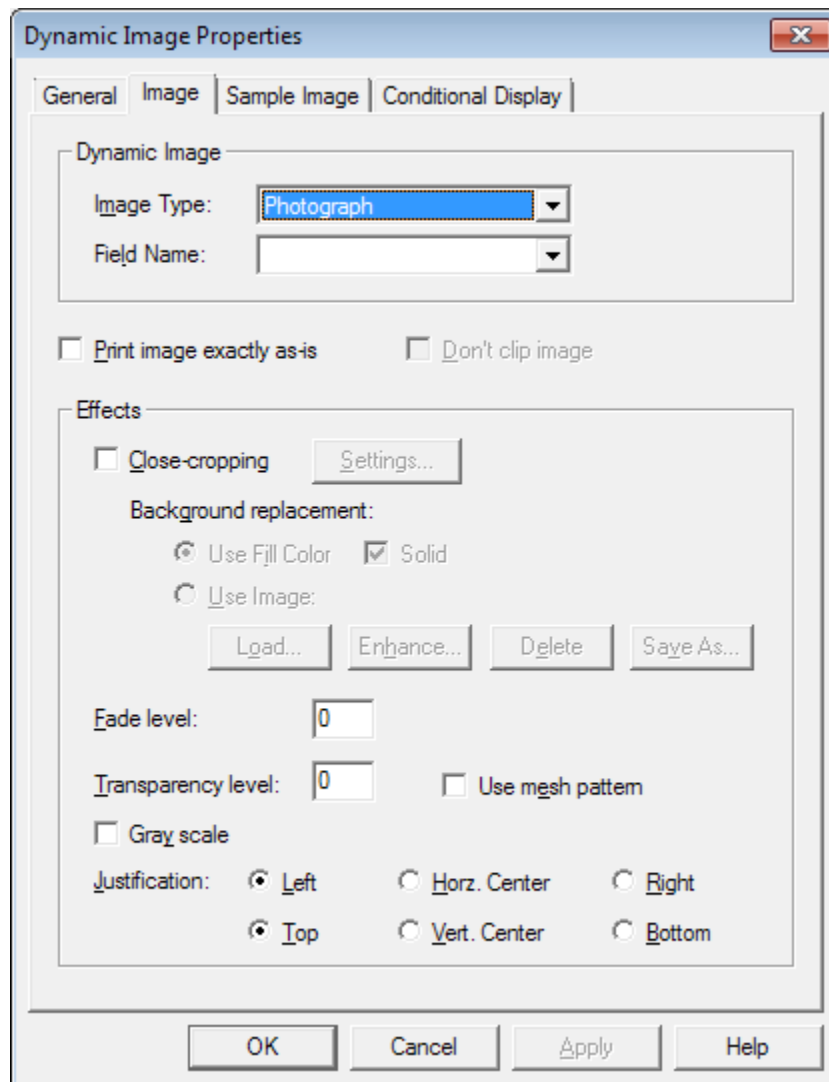 Dynamic Image Properties
General Image Sample Image Conditional Display
Dynamic Image
Image Type: Photograph
Field Name:
Print image exactly as-is Don't clip image
Effects
Close-cropping Settings...
Background replacement:
Use Fill Color Solid
Use Image:
Load... Enhance... Delete Save As...
Fade level: 0
Transparency level: 0 Use mesh pattern
Gray scale
Justification: Left Horz. Center Right
Top Vert. Center Bottom
OK Cancel Apply Help